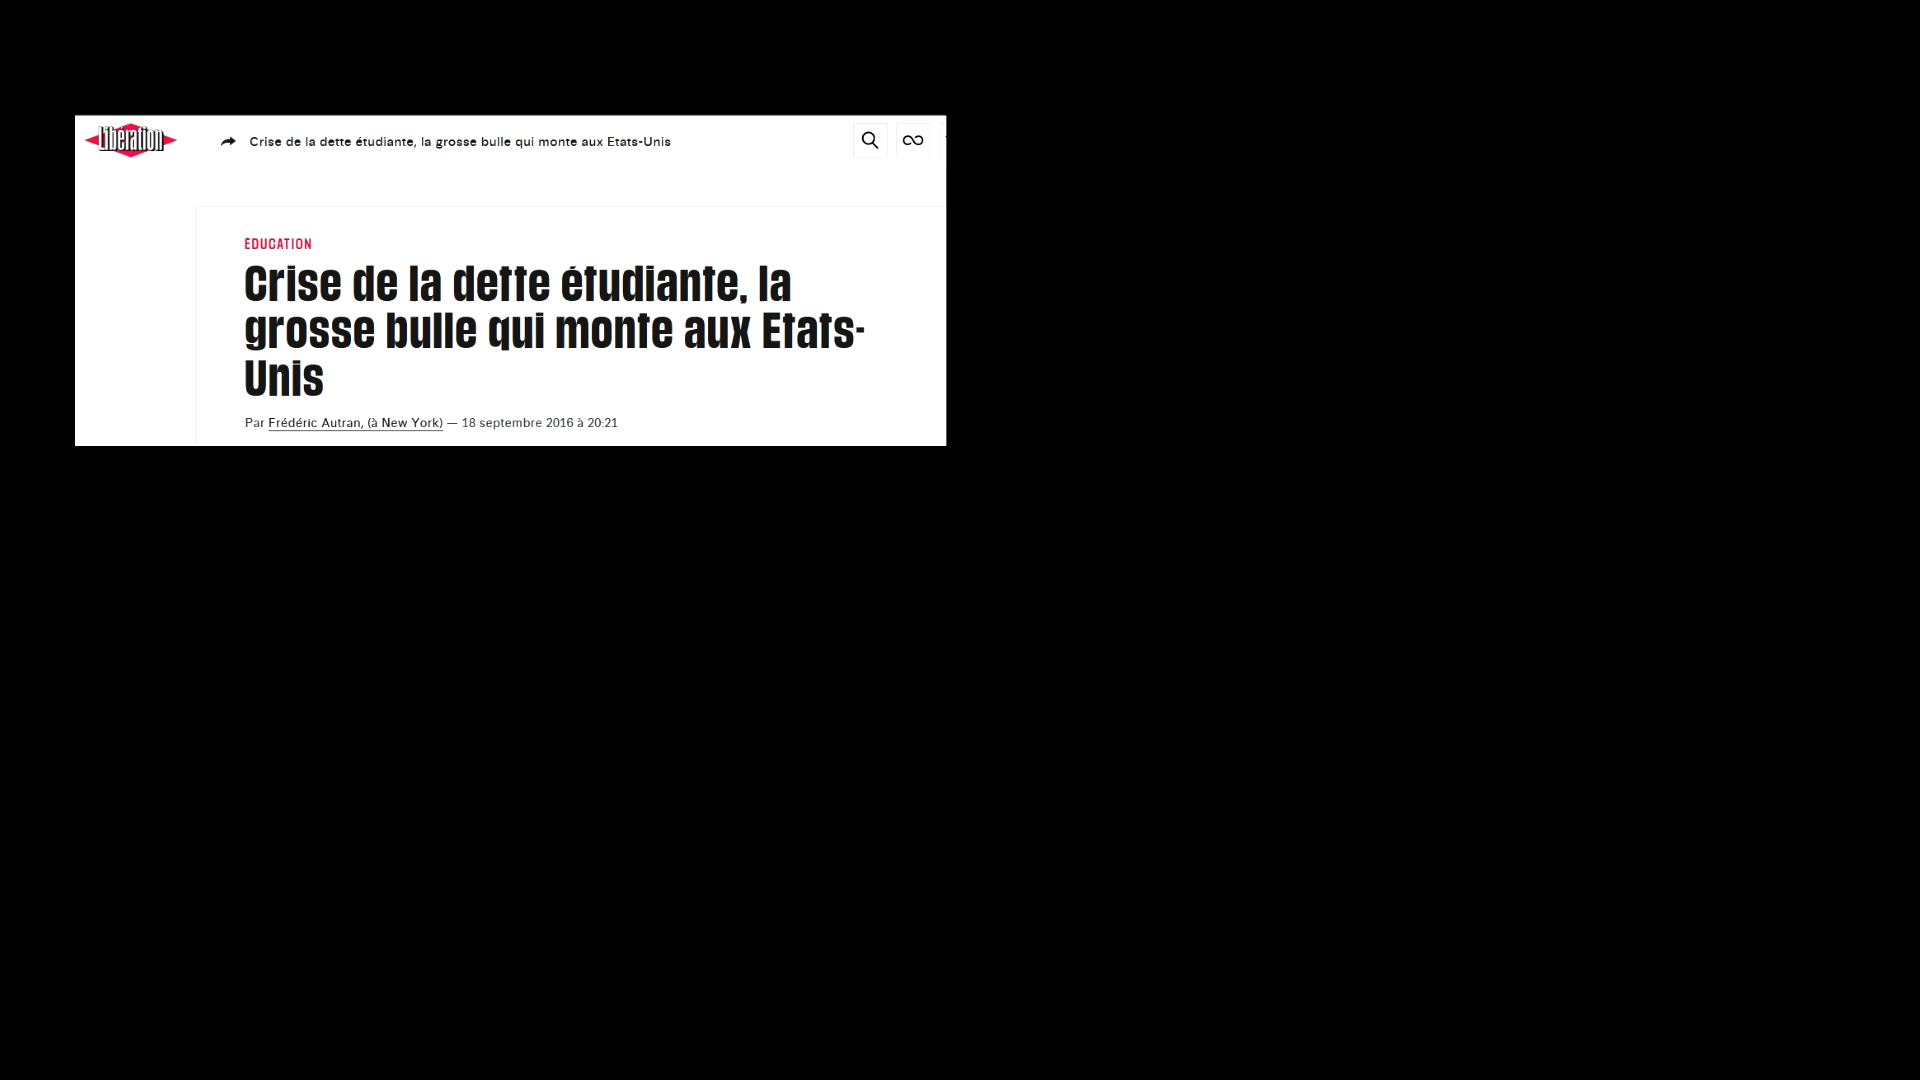 Libération
Crise de la dette étudiante, la grosse bulle qui monte aux Etats-Unis
ÉDUCATION
Crise de la dette étudiante, la
grosse bulle qui monte aux Etats-
Unis
Par Frédéric Autran, (à New York) — 18 septembre 2016 à 20:21